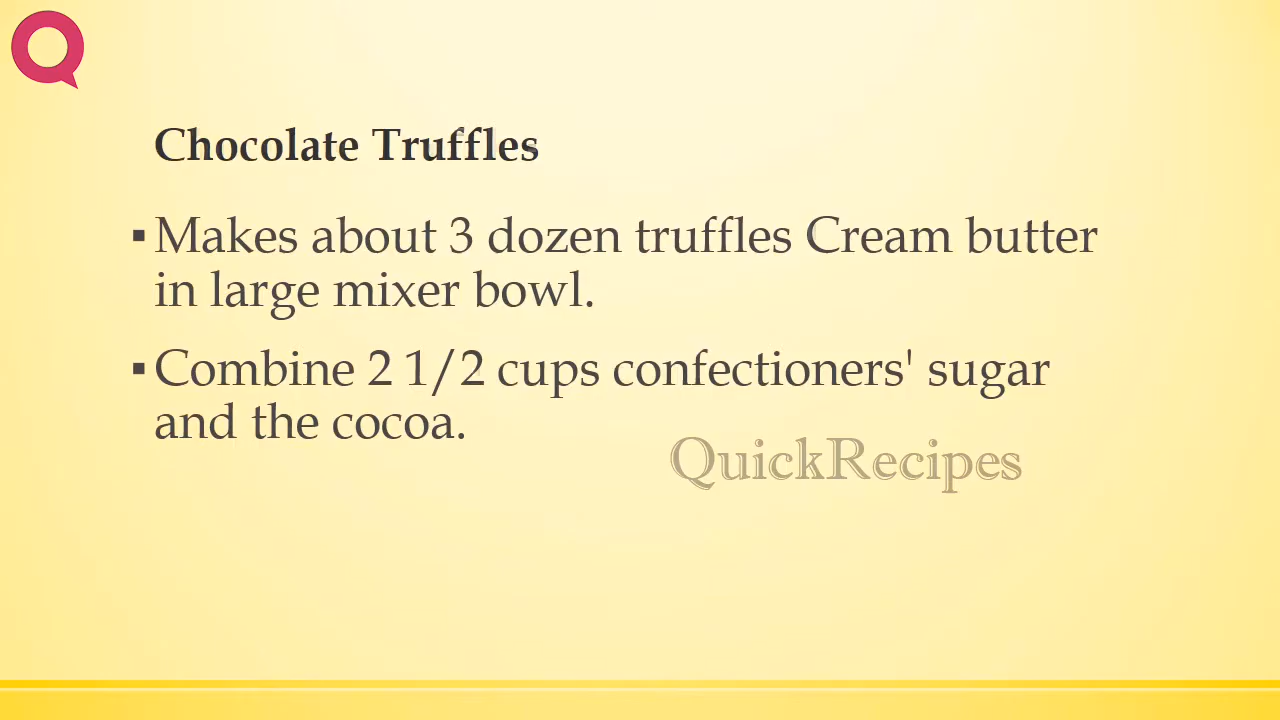 Chocolate Truffles
▪Makes about 3 dozen truffles Cream butter
in large mixer bowl.
▪Combine 2 1/2 cups confectioners' sugar
and the cocoa.
QuickRecipes